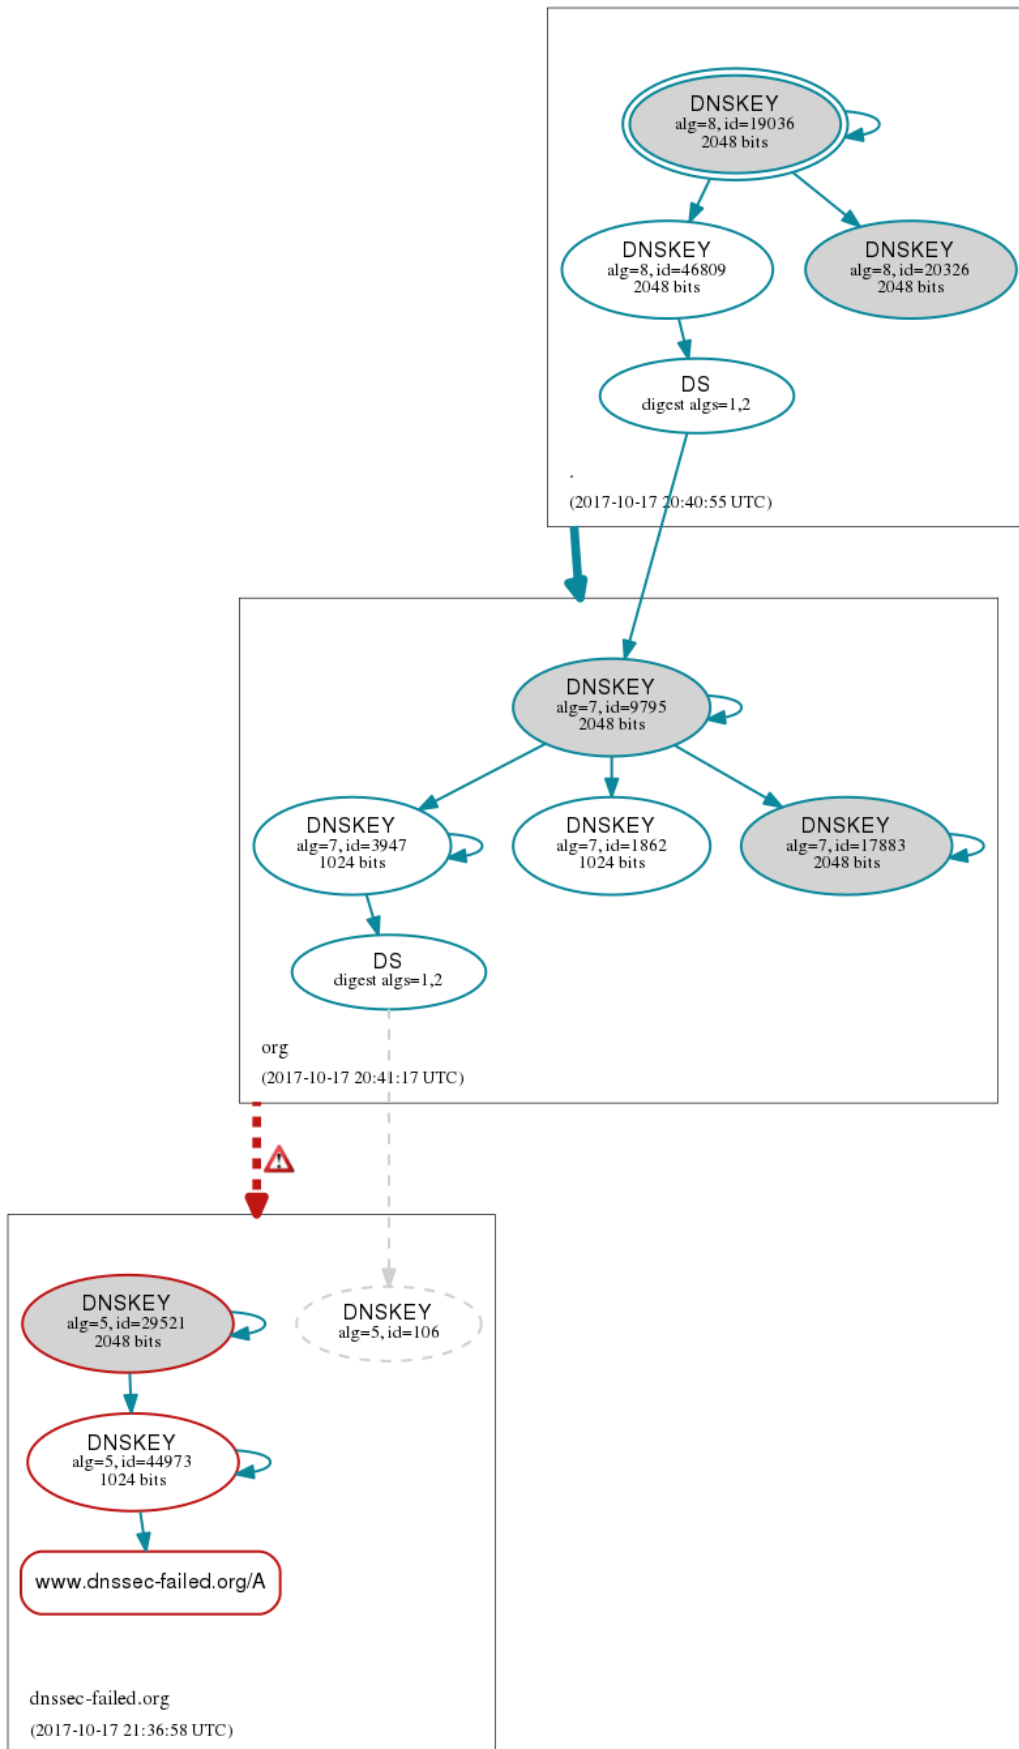 DNSKEY
alg=8, id=19036
2048 bits
DNSKEY
alg=8, id=46809
2048 bits
DNSKEY
alg=8, id=20326
2048 bits
DS
digest algs=1,2
.
(2017-10-17 20:40:55 UTC)
DNSKEY
alg=7, id=9795
2048 bits
DNSKEY
alg=7, id=3947
1024 bits
DNSKEY
alg=7, id=1862
1024 bits
DNSKEY
alg=7, id=17883
2048 bits
DS
digest algs=1,2
org
(2017-10-17 20:41:17 UTC)
DNSKEY
alg=5, id=29521
2048 bits
DNSKEY
alg=5, id=106
DNSKEY
alg=5, id=44973
1024 bits
www.dnssec-failed.org/A
dnssec-failed.org
(2017-10-17 21:36:58 UTC)